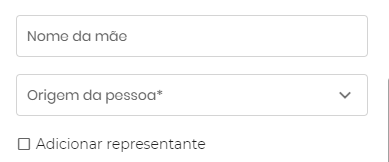 Nome da mãe
Origem da pessoa*
Adicionar representante